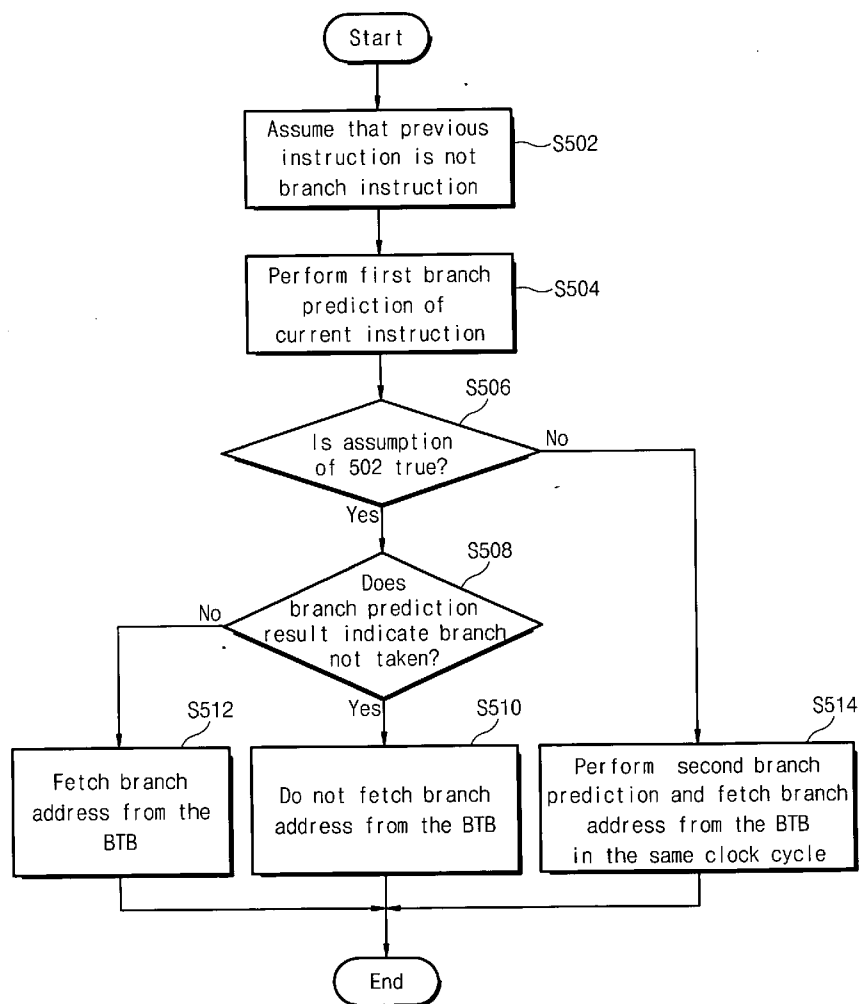 Start
Assume that previous
instruction is not
branch instruction
S502
Perform first branch
prediction of
current instruction
S504
S506
Is assumption
of 502 true?
No
Yes
S508
Does
branch prediction
result indicate branch
not taken?
No
Yes
S512
Fetch branch
address from the
BTB
S510
Do not fetch branch
address from the BTB
S514
Perform second branch
prediction and fetch branch
address from the BTB
in the same clock cycle
End